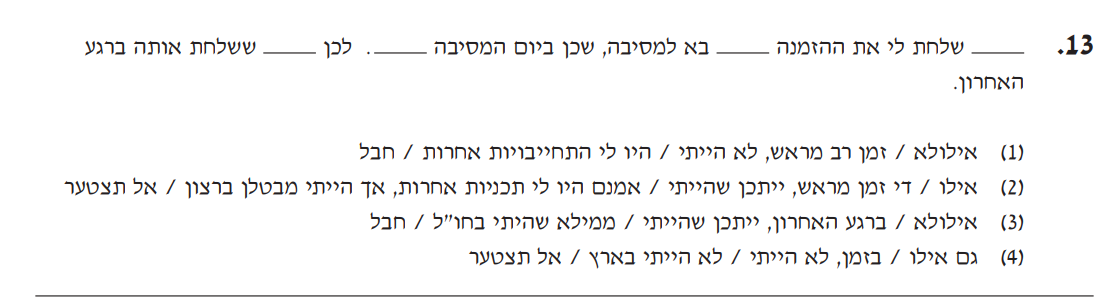 13. _____ שלחת לי את ההזמנה _____ בא למסיבה, שכן ביום המסיבה _____. לכן _____ ששלחת אותה ברגע
האחרון.
(1) אילולא / זמן רב מראש, לא הייתי / היו לי התחייבויות אחרות / חבל
(2) אילו / די זמן מראש, ייתכן שהייתי / אמנם היו לי תכניות אחרות, אך הייתי מבטלן ברצון / אל תצטער
(3) אילולא / ברגע האחרון, ייתכן שהייתי / ממילא שהיתי בחו"ל / חבל
(4) גם אילו / בזמן, לא הייתי / לא הייתי בארץ / אל תצטער